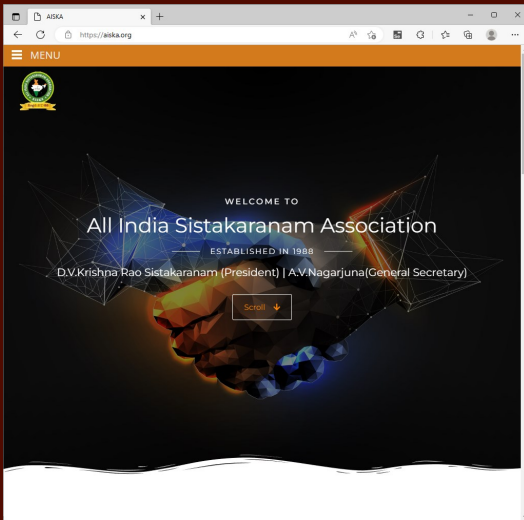 AISKA
https://aiska.org
MENU
WELCOME TO
All India Sistakaranam Association
ESTABLISHED IN 1988
D.V.Krishna Rao Sistakaranam (President) | A.V.Nagarjuna(General Secretary)
Scroll